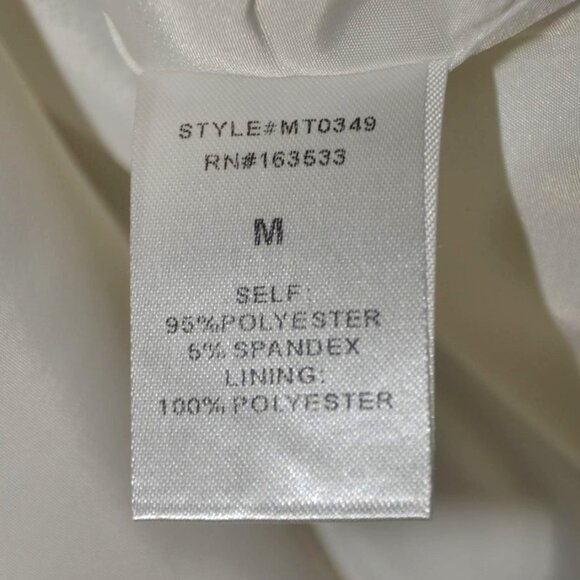 STYLE#MT0349
RN#163533
M
SELF:
95%POLYESTER
5% SPANDEX
LINING:
100% POLYESTER